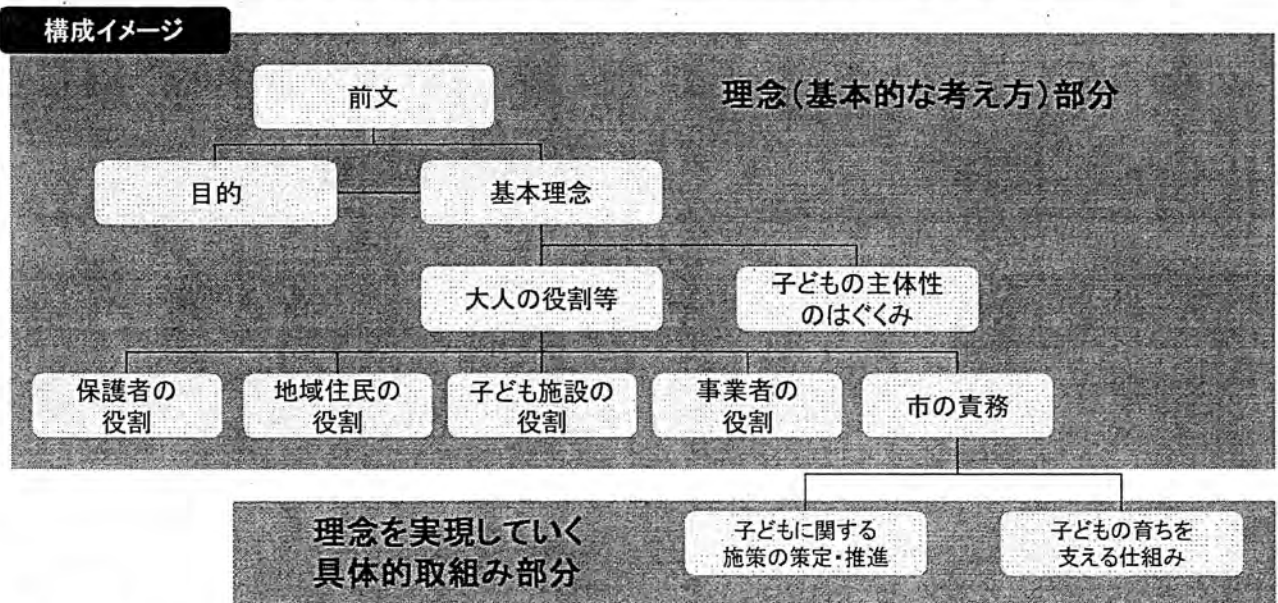 構成イメージ
前文
理念(基本的な考え方)部分
目的
基本理念
大人の役割等
子どもの主体性
のはぐくみ
保護者の
役割
地域住民の
役割
子ども施設の
役割
事業者の
役割
市の責務
理念を実現していく
具体的取組み部分
子どもに関する
施策の策定・推進
子どもの育ちを
支える仕組み